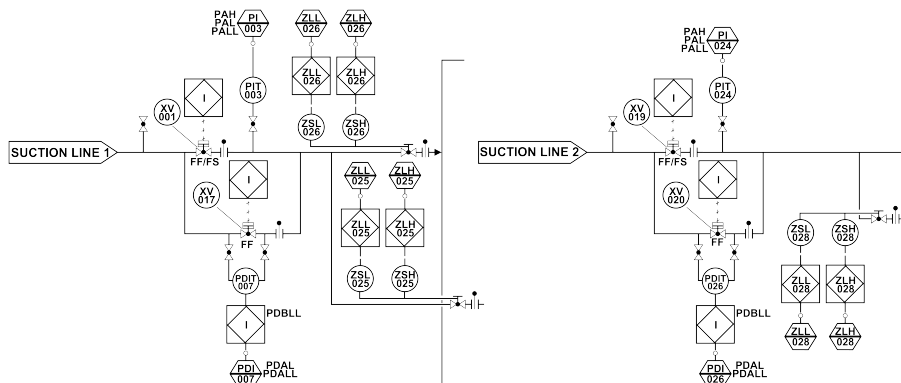 PAH
PAL
PALL
PI
003
ZLL
026
ZLH
026
ZLL
026
ZLH
026
PIT
003
XV
001
I
ZSL
026
ZSH
026
SUCTION LINE 1
FF/FS
I
XV
017
FF
ZLL
025
ZLH
025
ZLL
025
ZLH
025
ZSL
025
ZSH
025
PDIT
007
I
PDBLL
PDI
007
PDAL
PDALL
PAH
PAL
PALL
PI
024
PIT
024
I
XV
019
SUCTION LINE 2
FF/FS
I
XV
020
FF
ZSL
028
ZSH
028
ZLL
028
ZLH
028
ZLL
028
ZLH
028
PDIT
026
I
PDBLL
PDI
026
PDAL
PDALL